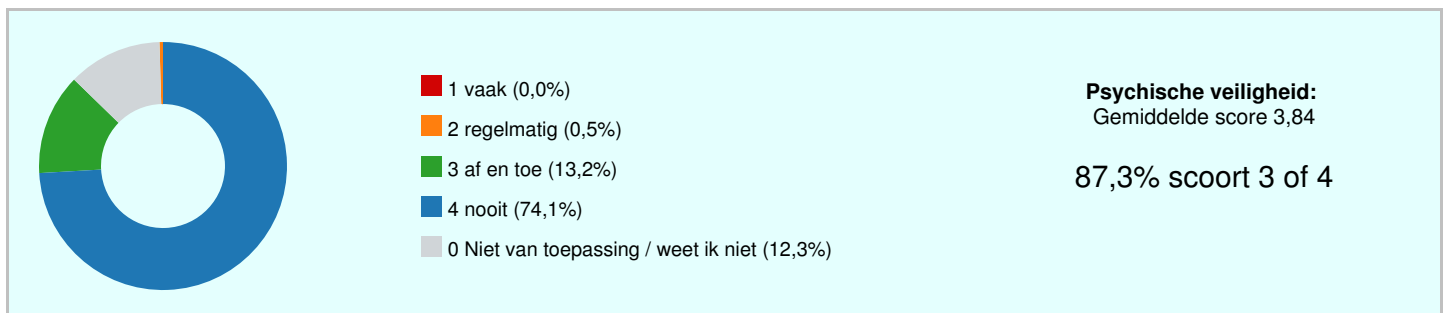 1 vaak (0,0%)
2 regelmatig (0,5%)
3 af en toe (13,2%)
4 nooit (74,1%)
0 Niet van toepassing / weet ik niet (12,3%)
Psychische veiligheid:
Gemiddelde score 3,84
87,3% scoort 3 of 4